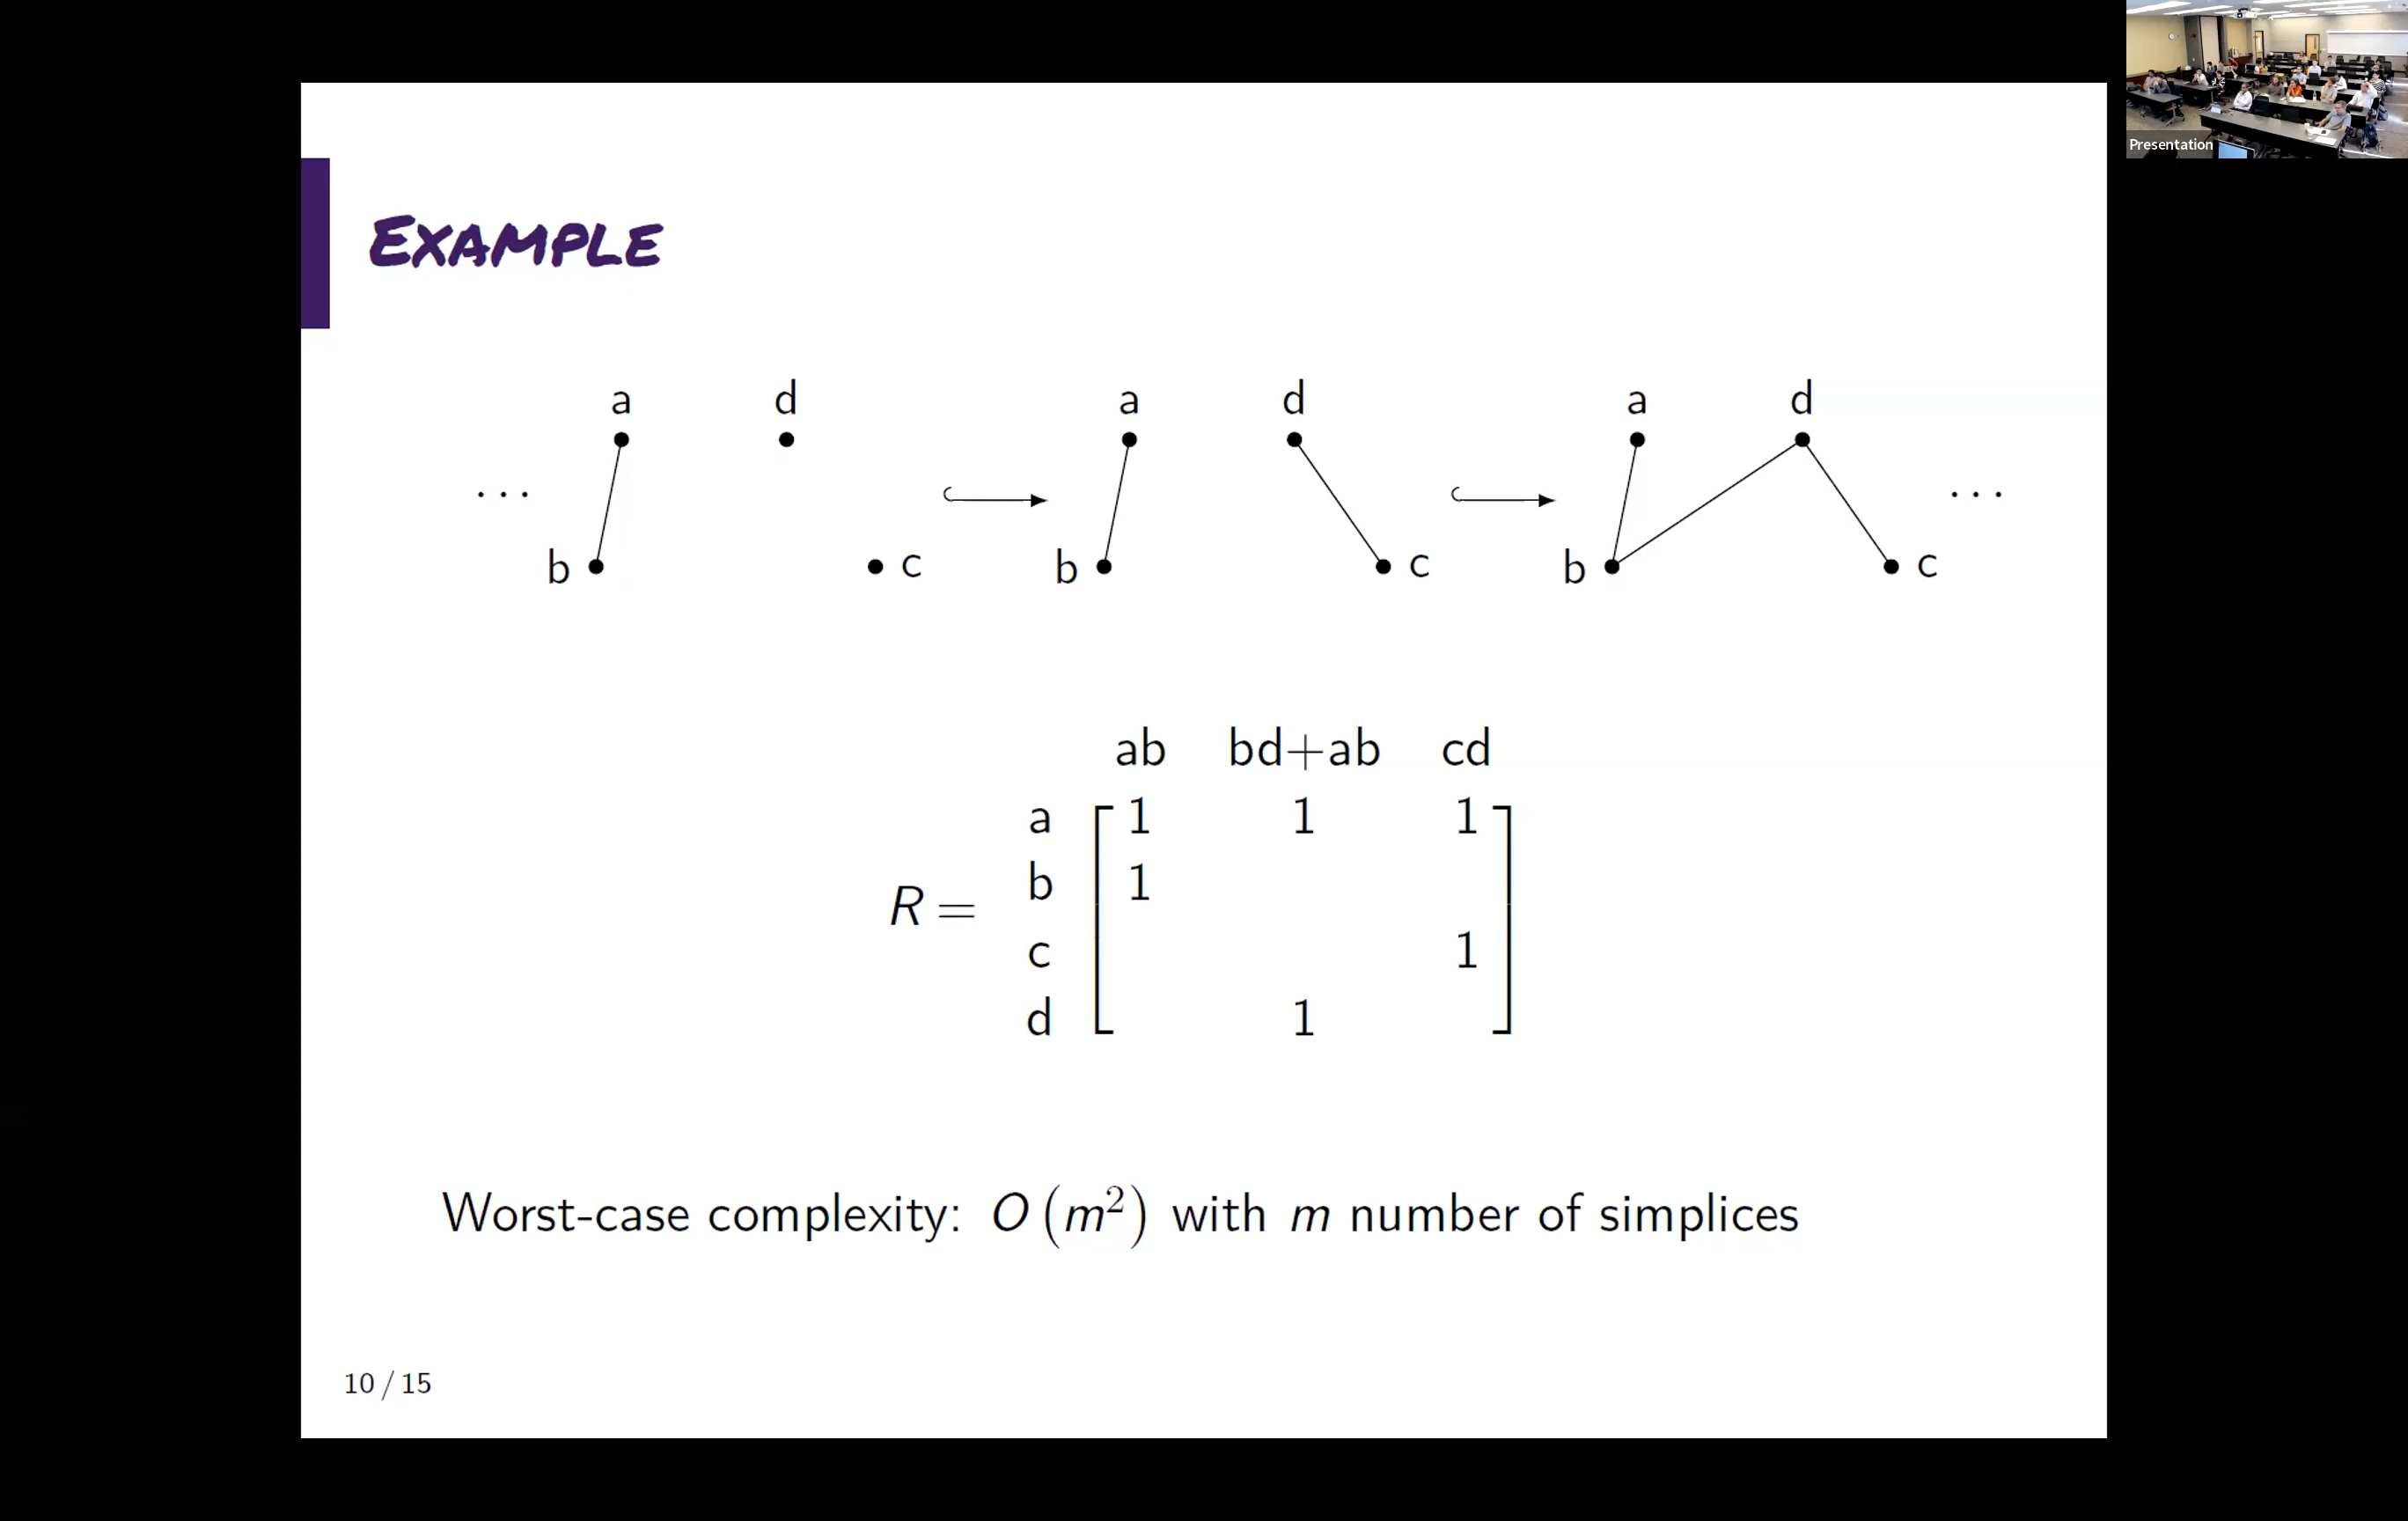 Presentation
EXAMPLE
a d a d a d
... ...
b c b c b c
ab bd+ab cd
a 1 1 1
b 1
R =
c 1
d 1
Worst-case complexity: O(m²) with m number of simplices
10 / 15